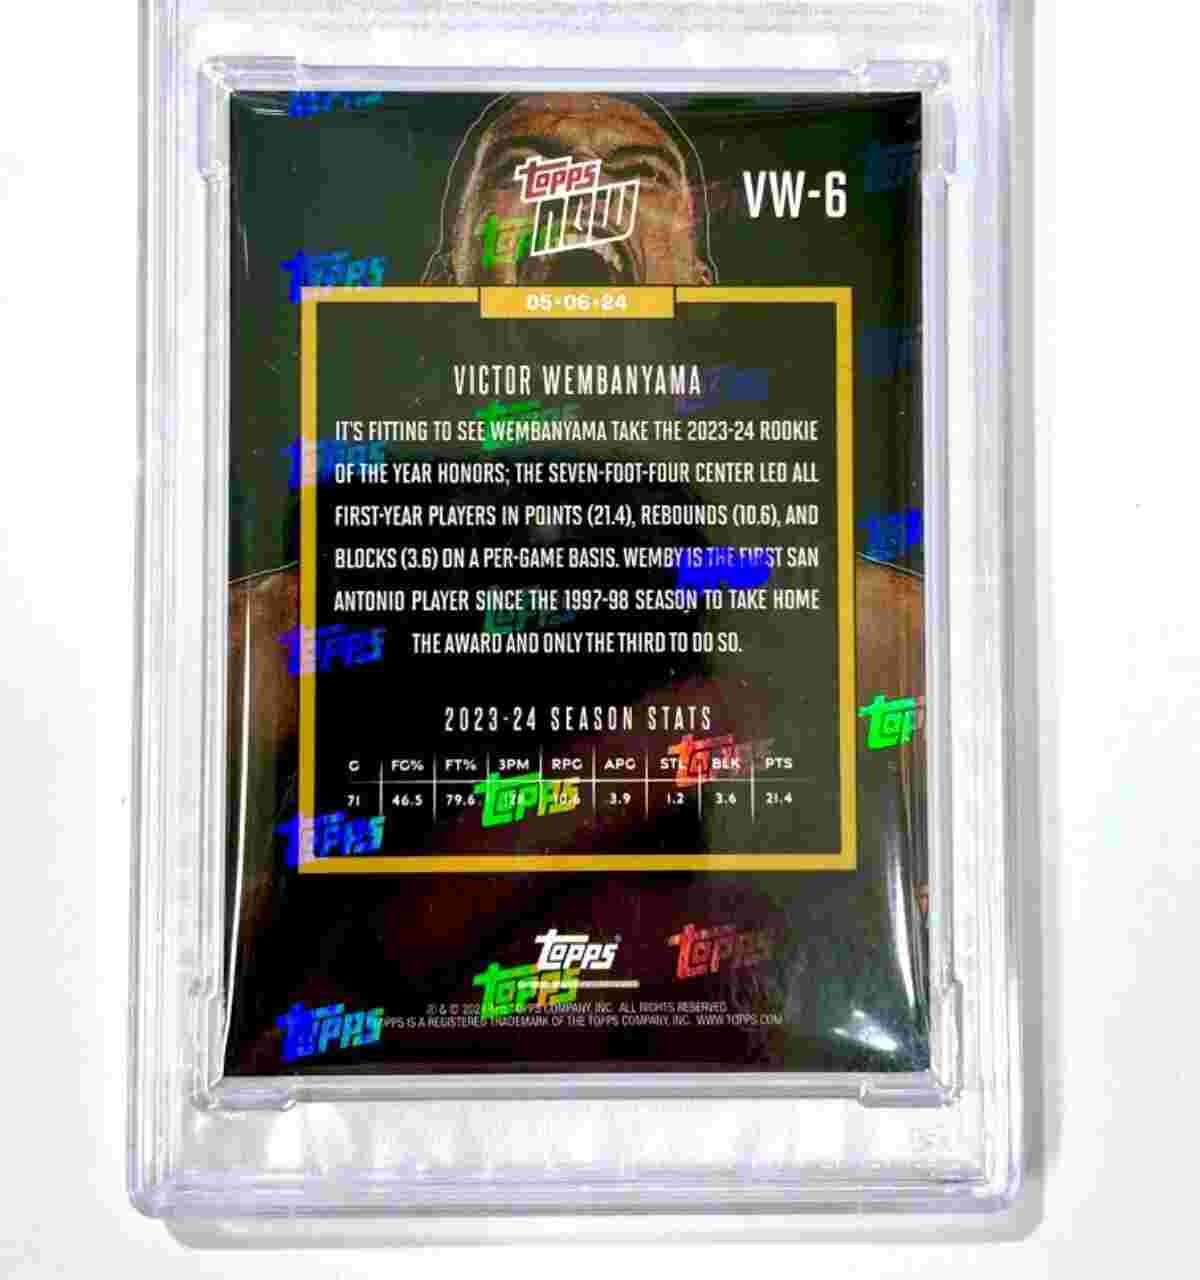 topps
now
VW-6
05·06·24
VICTOR WEMBANYAMA
IT'S FITTING TO SEE WEMBANYAMA TAKE THE 2023-24 ROOKIE
OF THE YEAR HONORS; THE SEVEN-FOOT-FOUR CENTER LED ALL
FIRST-YEAR PLAYERS IN POINTS (21.4), REBOUNDS (10.6), AND
BLOCKS (3.6) ON A PER-GAME BASIS. WEMBY IS THE FIRST SAN
ANTONIO PLAYER SINCE THE 1997-98 SEASON TO TAKE HOME
THE AWARD AND ONLY THE THIRD TO DO SO.
2023-24 SEASON STATS
G FG% FT% 3PM RPG APG STL BLK PTS
71 46.5 79.6 10.6 3.9 1.2 3.6 21.4
topps
® & © TOPPS COMPANY, INC. ALL RIGHTS RESERVED.
TOPPS IS A REGISTERED TRADEMARK OF THE TOPPS COMPANY, INC. WWW.TOPPS.COM